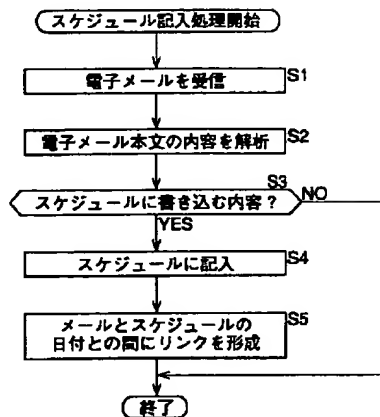 スケジュール記入処理開始
S1
電子メールを受信
S2
電子メール本文の内容を解析
S3
スケジュールに書き込む内容？
NO
YES
S4
スケジュールに記入
S5
メールとスケジュールの
日付との間にリンクを形成
終了